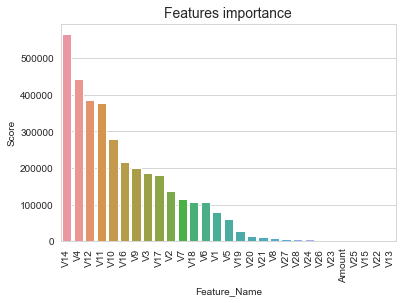 Features importance
Score
500000
400000
300000
200000
100000
0
V14 V4 V12 V11 V10 V16 V9 V3 V17 V2 V7 V18 V6 V1 V5 V19 V20 V21 V8 V27 V28 V24 V26 V23 Amount V25 V15 V22 V13
Feature_Name